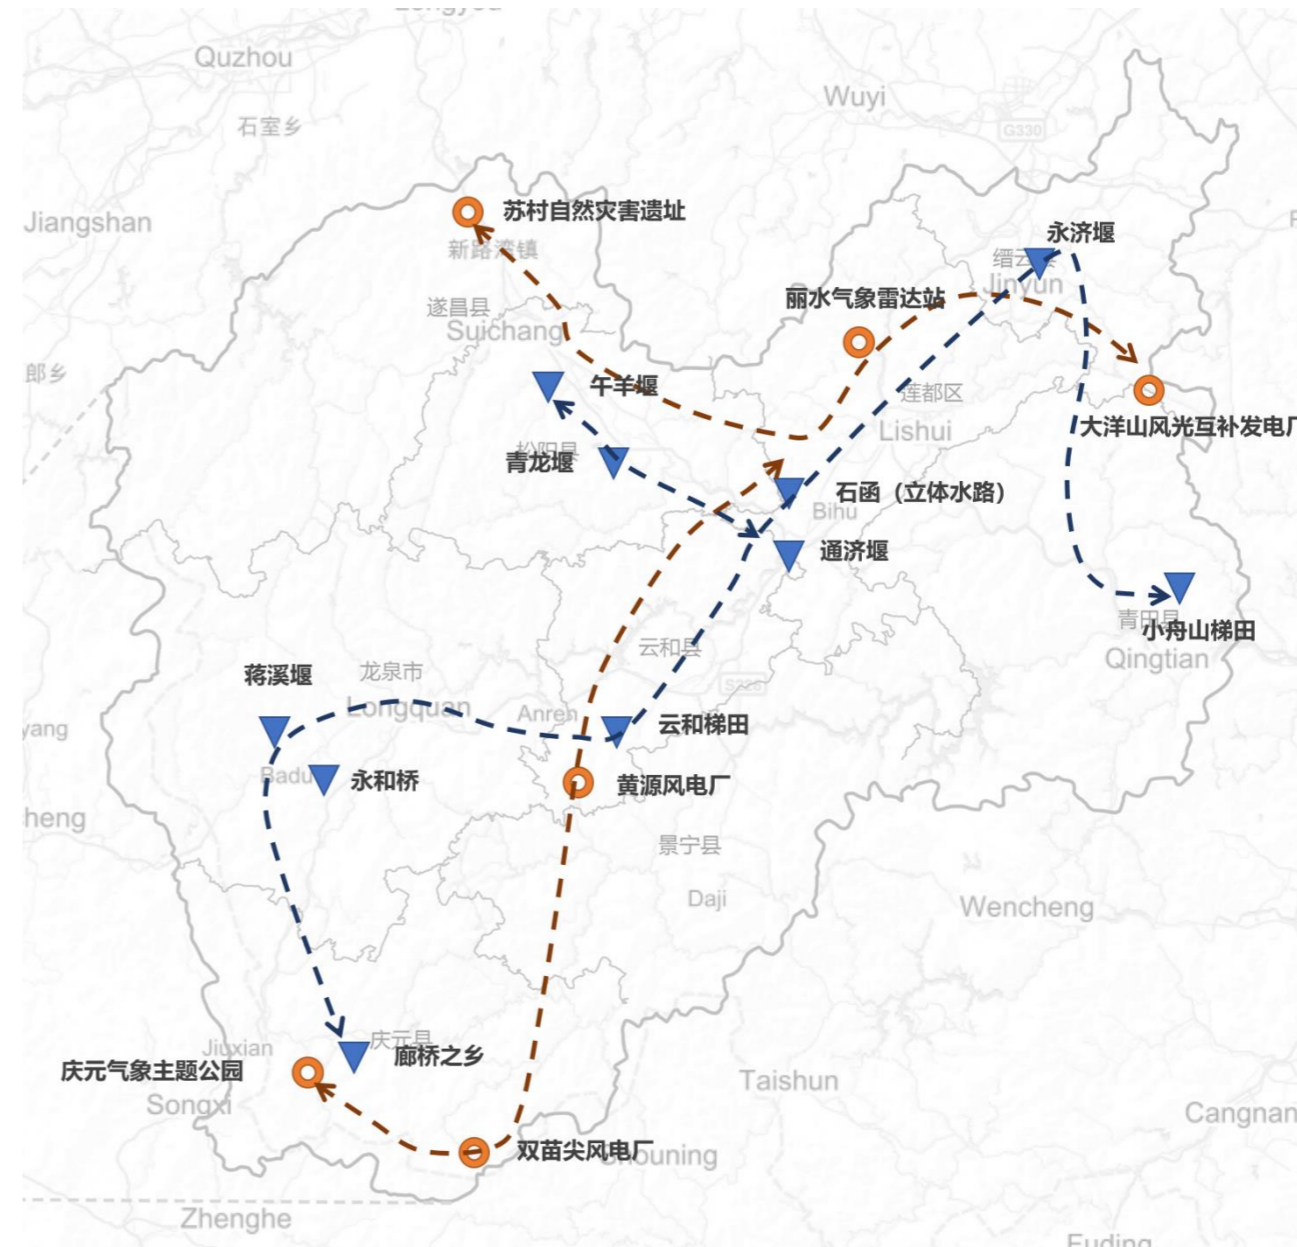 Longyou
Quzhou
Wuyi
石室乡
G330
苏村自然灾害遗址
Jiangshan
永济堰
新路湾镇
缙云县
Jinyun
丽水气象雷达站
遂昌县
Suichang
郎乡
午羊堰
莲都区
大洋山风光互补发电厂
Lishui
松阳县
青龙堰
石函（立体水路）
Bihu
通济堰
青田县
小舟山梯田
云和县
Qingtian
蒋溪堰
龙泉市
S328
Longquan
Anren
云和梯田
yang
Badu
永和桥
黄源风电厂
heng
景宁县
Daji
Wencheng
庆元县
Jiuxian
廊桥之乡
庆元气象主题公园
Taishun
Songxi
Cangnan
双苗尖风电厂
Shouning
Zhenghe
Fuding